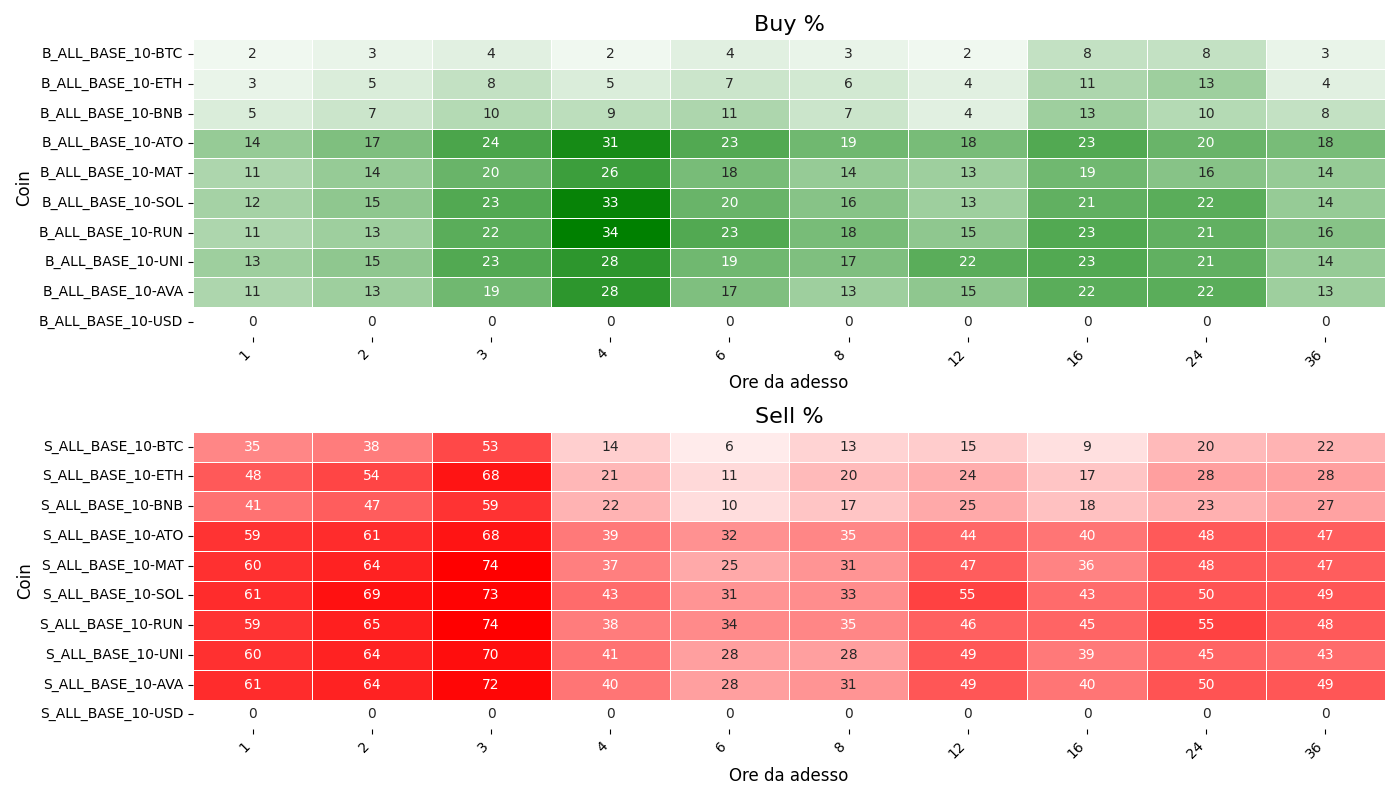 Buy %
Coin
B_ALL_BASE_10-BTC 2 3 4 2 4 3 2 8 8 3
B_ALL_BASE_10-ETH 3 5 8 5 7 6 4 11 13 4
B_ALL_BASE_10-BNB 5 7 10 9 11 7 4 13 10 8
B_ALL_BASE_10-ATO 14 17 24 31 23 19 18 23 20 18
B_ALL_BASE_10-MAT 11 14 20 26 18 14 13 19 16 14
B_ALL_BASE_10-SOL 12 15 23 33 20 16 13 21 22 14
B_ALL_BASE_10-RUN 11 13 22 34 23 18 15 23 21 16
B_ALL_BASE_10-UNI 13 15 23 28 19 17 22 23 21 14
B_ALL_BASE_10-AVA 11 13 19 28 17 13 15 22 22 13
B_ALL_BASE_10-USD 0 0 0 0 0 0 0 0 0 0
1 2 3 4 6 8 12 16 24 36
Ore da adesso
Sell %
Coin
S_ALL_BASE_10-BTC 35 38 53 14 6 13 15 9 20 22
S_ALL_BASE_10-ETH 48 54 68 21 11 20 24 17 28 28
S_ALL_BASE_10-BNB 41 47 59 22 10 17 25 18 23 27
S_ALL_BASE_10-ATO 59 61 68 39 32 35 44 40 48 47
S_ALL_BASE_10-MAT 60 64 74 37 25 31 47 36 48 47
S_ALL_BASE_10-SOL 61 69 73 43 31 33 55 43 50 49
S_ALL_BASE_10-RUN 59 65 74 38 34 35 46 45 55 48
S_ALL_BASE_10-UNI 60 64 70 41 28 28 49 39 45 43
S_ALL_BASE_10-AVA 61 64 72 40 28 31 49 40 50 49
S_ALL_BASE_10-USD 0 0 0 0 0 0 0 0 0 0
1 2 3 4 6 8 12 16 24 36
Ore da adesso